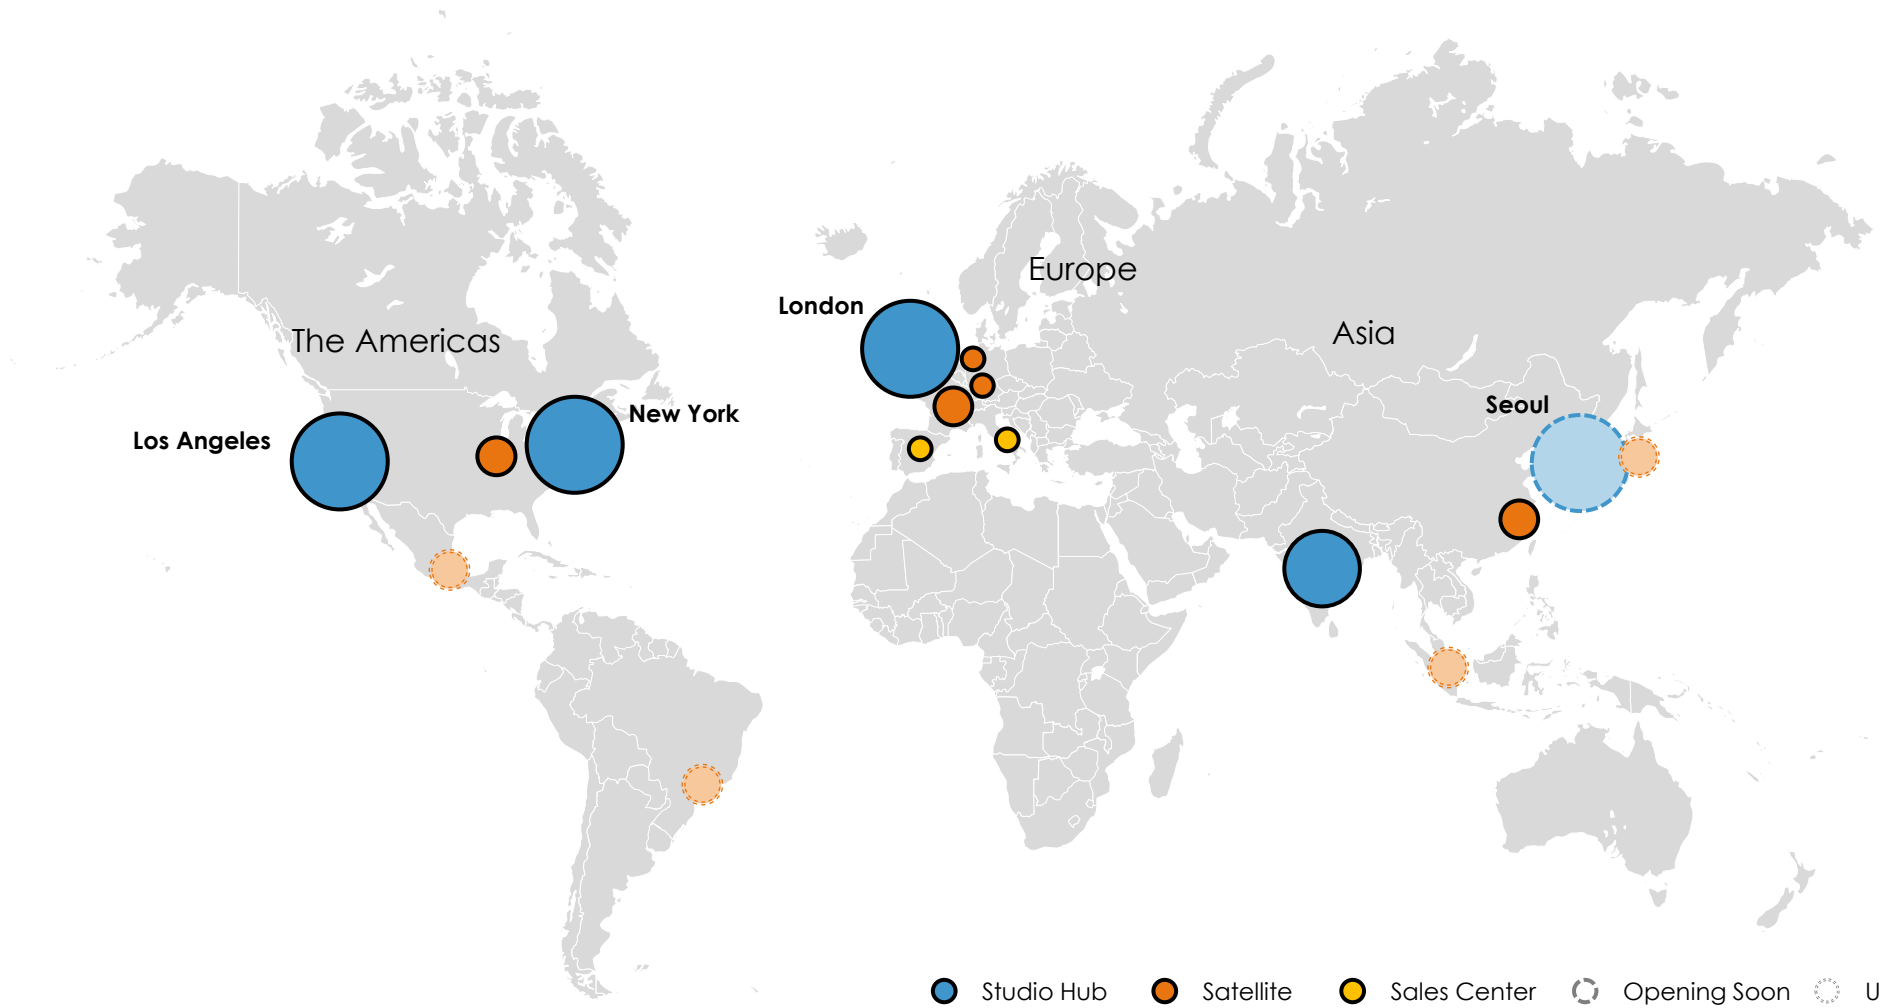 Europe
London
Asia
The Americas
Seoul
New York
Los Angeles
Studio Hub Satellite Sales Center Opening Soon U